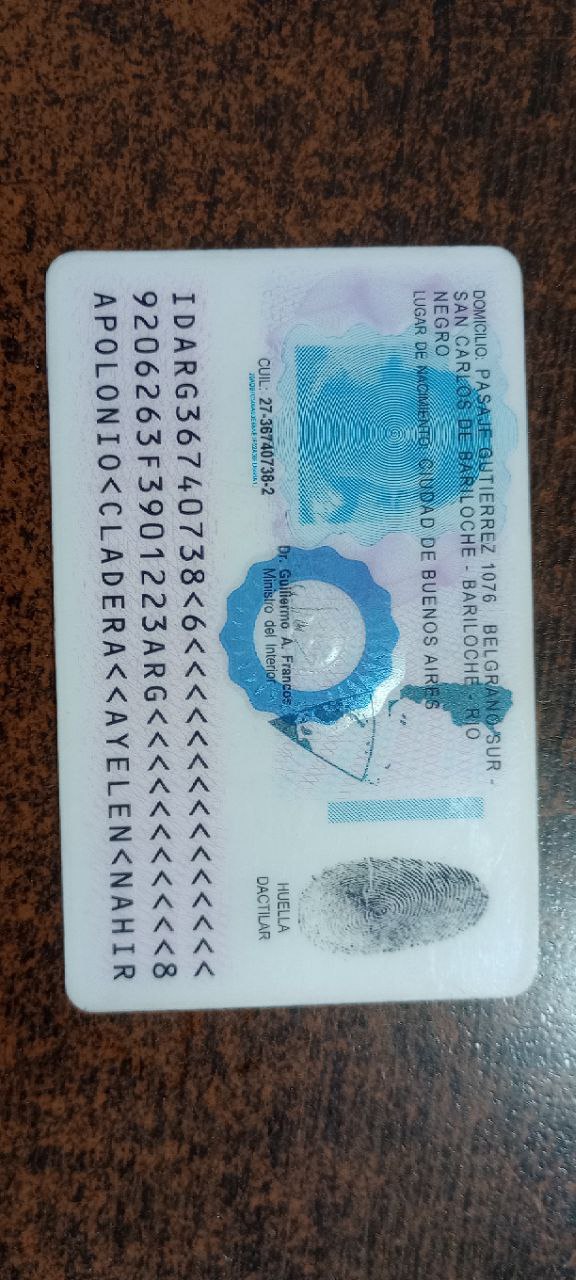 DOMICILIO: PASAJE GUTIERREZ 1076 BELGRANO SUR -
SAN CARLOS DE BARILOCHE - BARILOCHE - RIO
NEGRO
LUGAR DE NACIMIENTO: CIUDAD DE BUENOS AIRES
CUIL: 27-36740738-2
Dr. Guillermo A. Francos
Ministro del Interior
HUELLA
DACTILAR
IDARG36740738<6<<<<<<<<<<<<<<<
9206263F3901223ARG<<<<<<<<<<<8
APOLONIO<CLADERA<<AYELEN<NAHIR